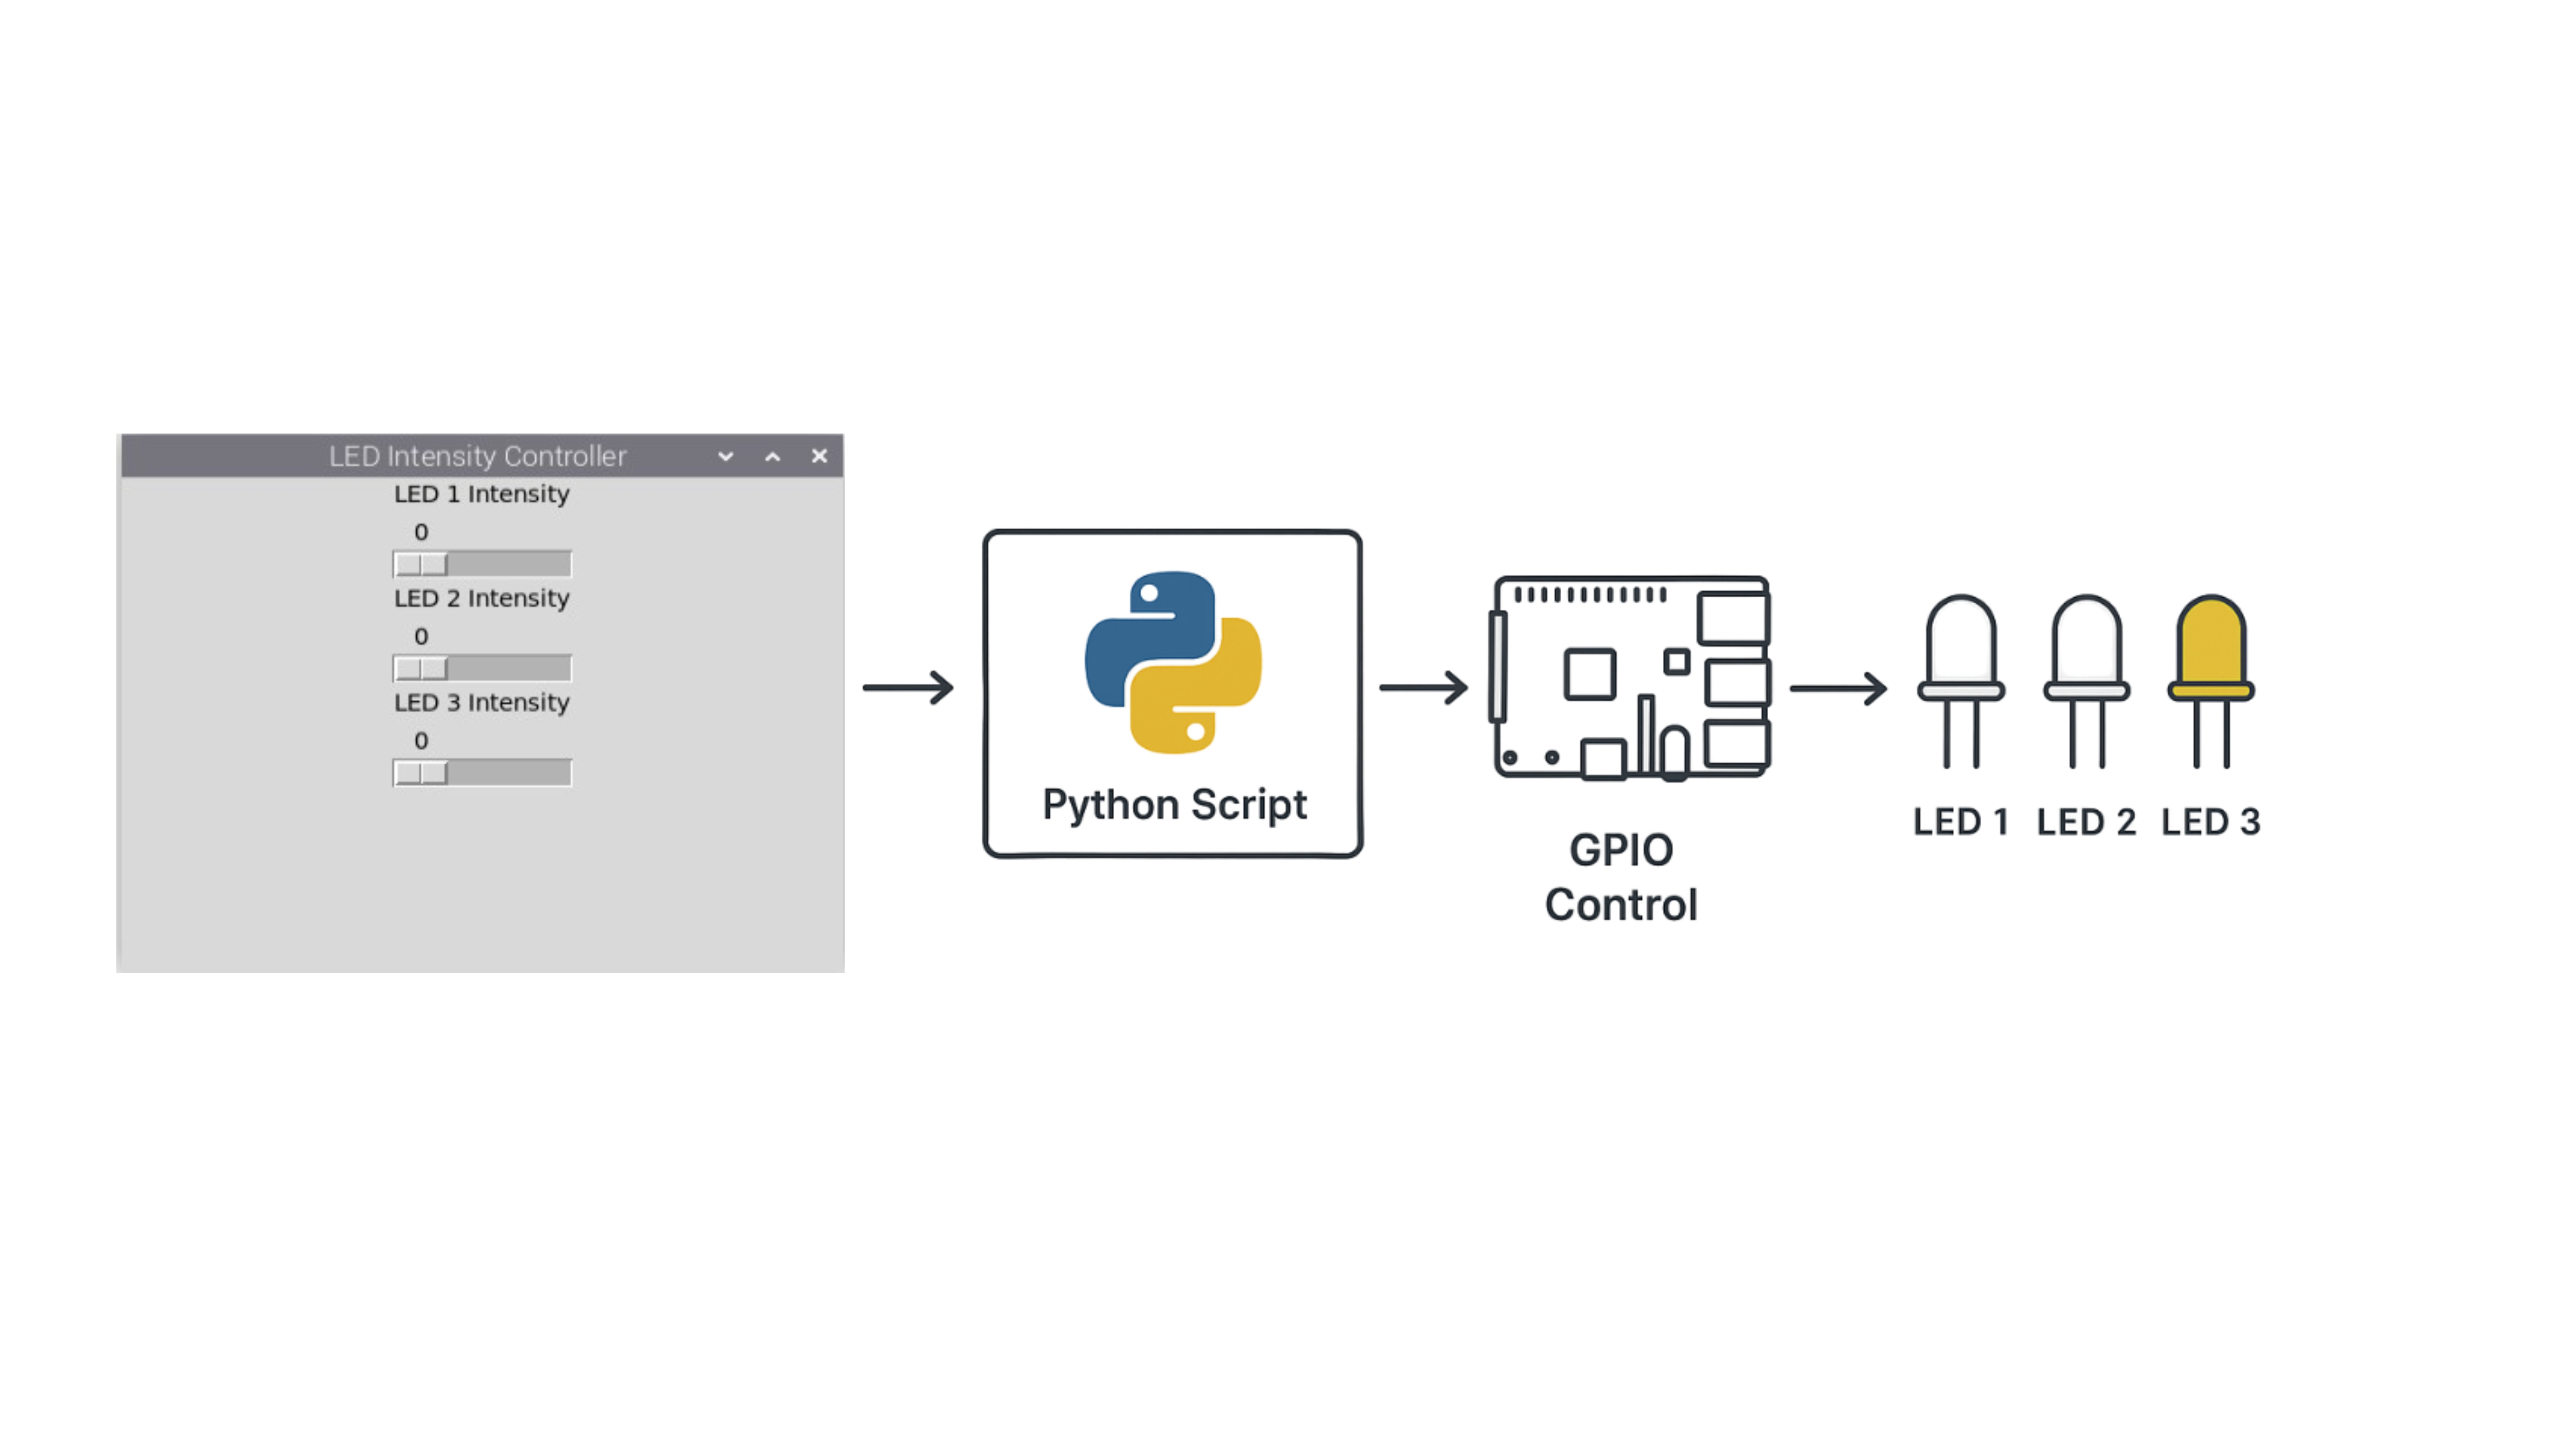 LED Intensity Controller
LED 1 Intensity
0
LED 2 Intensity
0
LED 3 Intensity
0
Python Script
GPIO
Control
LED 1 LED 2 LED 3